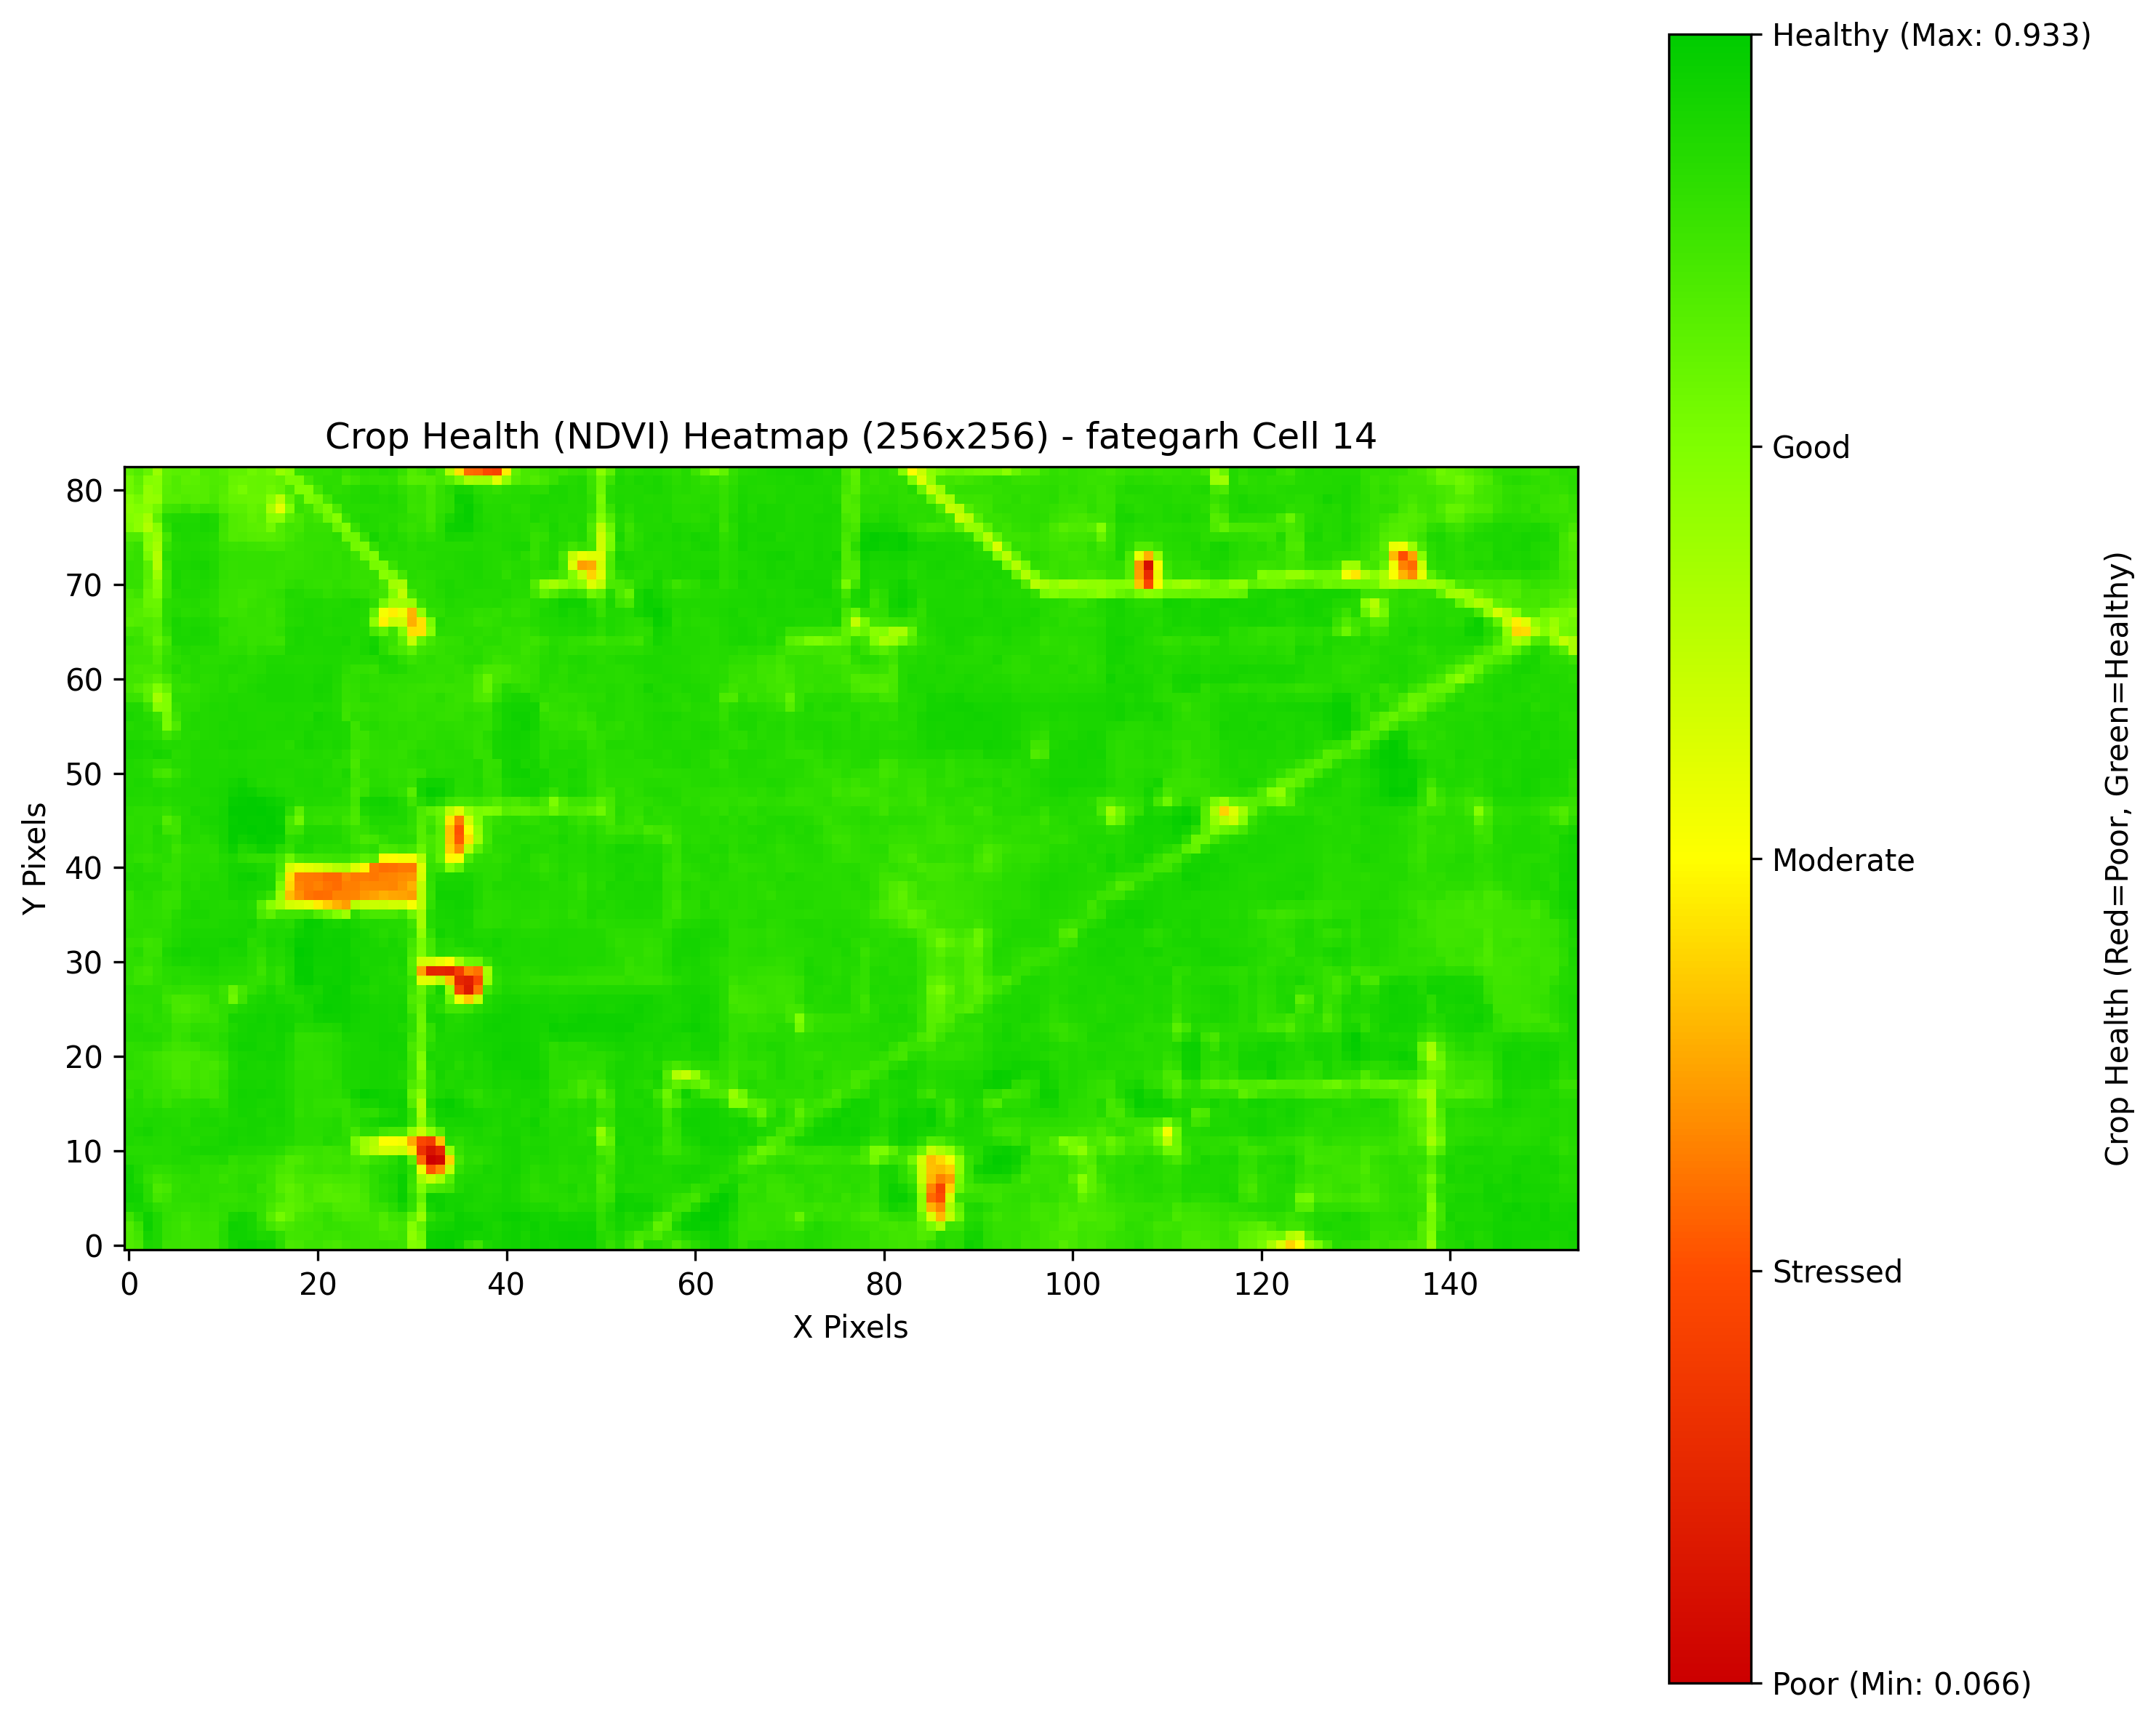 Crop Health (NDVI) Heatmap (256x256) - fategarh Cell 14
Y Pixels
80
70
60
50
40
30
20
10
0
0 20 40 60 80 100 120 140
X Pixels
Healthy (Max: 0.933)
Good
Moderate
Stressed
Poor (Min: 0.066)
Crop Health (Red=Poor, Green=Healthy)